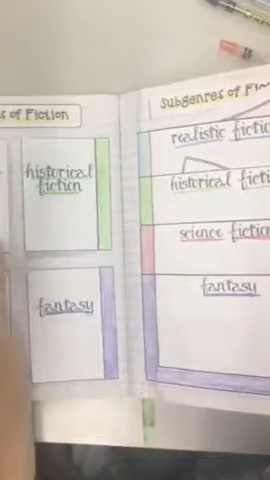 s of Fiction
historical
fiction
fantasy
Subgenres of Fic
realistic fictio
historical ficti
science fiction
fantasy